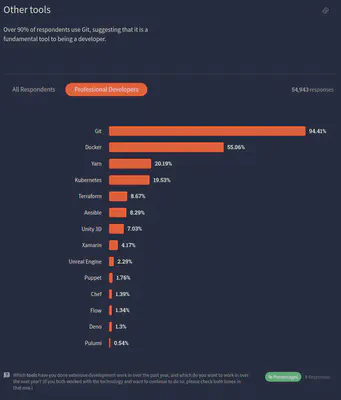 Other tools
Over 90% of respondents use Git, suggesting that it is a
fundamental tool to being a developer.
All Respondents
Professional Developers
54,943 responses
Git 94.41%
Docker 55.06%
Yarn 20.19%
Kubernetes 19.53%
Terraform 8.67%
Ansible 8.29%
Unity 3D 7.03%
Xamarin 4.17%
Unreal Engine 2.29%
Puppet 1.76%
Chef 1.39%
Flow 1.34%
Deno 1.3%
Pulumi 0.54%
Which tools have you done extensive development work in over the past year, and which do you want to work in over
the next year? (If you both worked with the technology and want to continue to do so, please check both boxes in
that row.)
% Percentages
# Responses